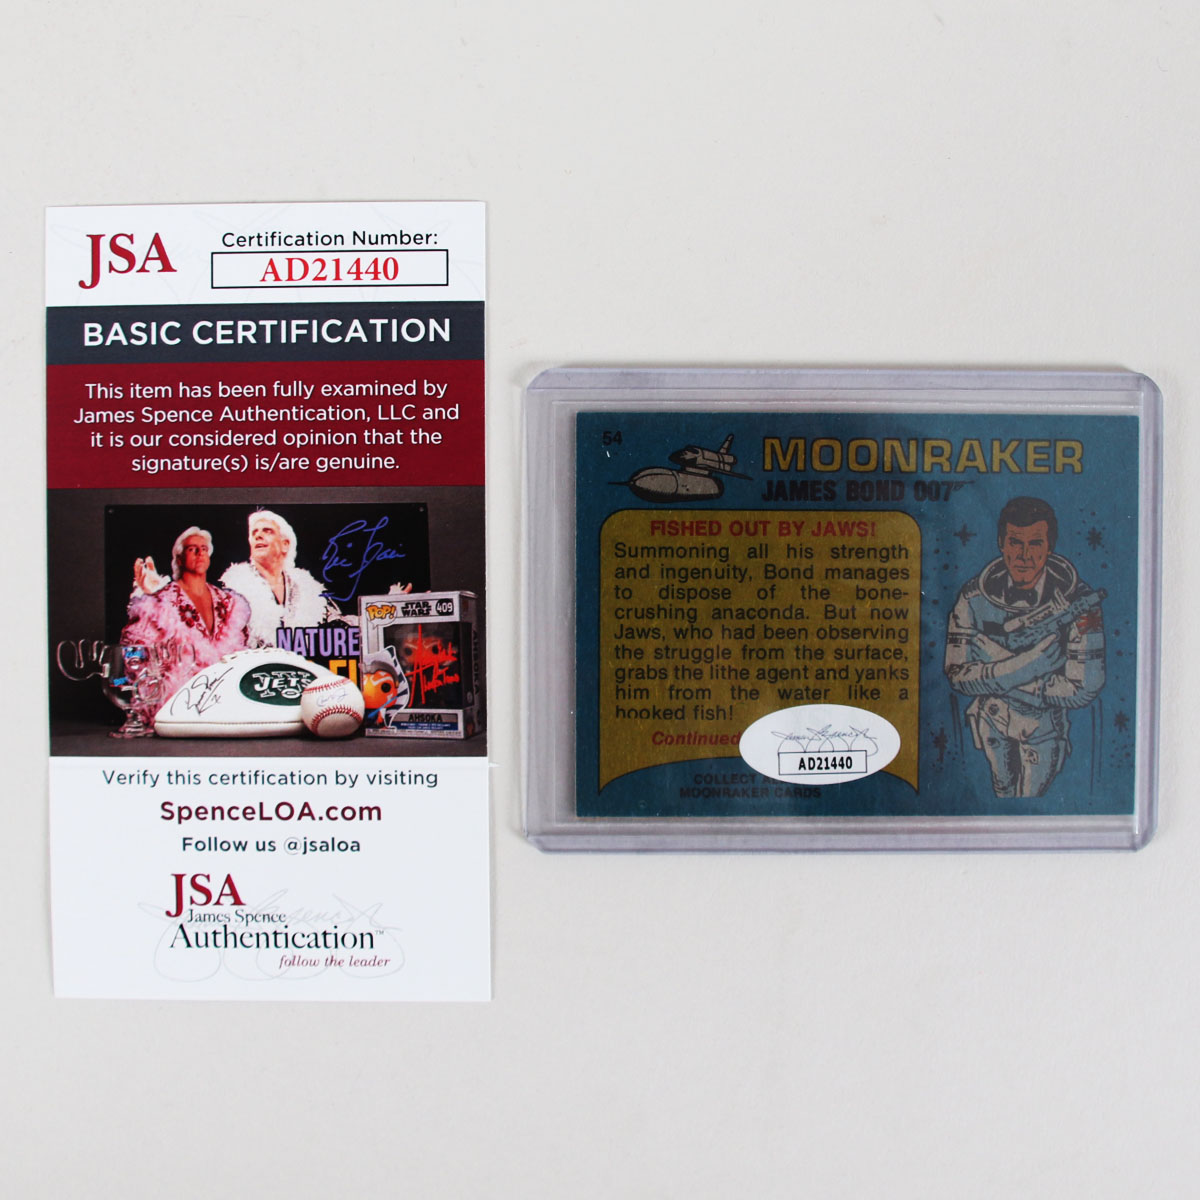 JSA
Certification Number:
AD21440
BASIC CERTIFICATION
This item has been fully examined by
James Spence Authentication, LLC and
it is our considered opinion that the
signature(s) is/are genuine.
NATURE
POP!
STAR
WARS
409
AHSOKA
JETS
Verify this certification by visiting
SpenceLOA.com
Follow us @jsaloa
JSA
James Spence
Authentication™
follow the leader
54
MOONRAKER
JAMES BOND 007
FISHED OUT BY JAWS!
Summoning all his strength
and ingenuity, Bond manages
to dispose of the bone-
crushing anaconda. But now
Jaws, who had been observing
the struggle from the surface,
grabs the lithe agent and yanks
him from the water like a
hooked fish!
Continued
AD21440
COLLECT
MOONRAKER CARDS